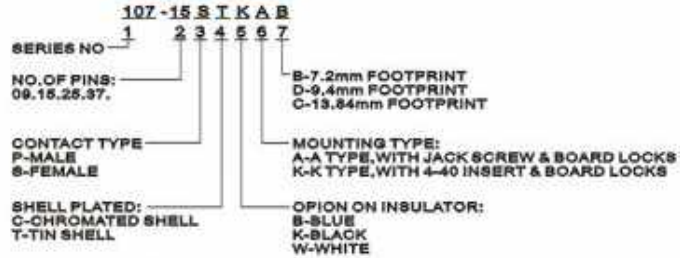 107-15 S T K A B
1 2 3 4 5 6 7
SERIES NO
NO.OF PINS:
09.15.25.37.
B-7.2mm FOOTPRINT
D-9.4mm FOOTPRINT
C-13.84mm FOOTPRINT
CONTACT TYPE
P-MALE
S-FEMALE
MOUNTING TYPE:
A-A TYPE,WITH JACK SCREW & BOARD LOCKS
K-K TYPE,WITH 4-40 INSERT & BOARD LOCKS
SHELL PLATED:
C-CHROMATED SHELL
T-TIN SHELL
OPION ON INSULATOR:
B-BLUE
K-BLACK
W-WHITE